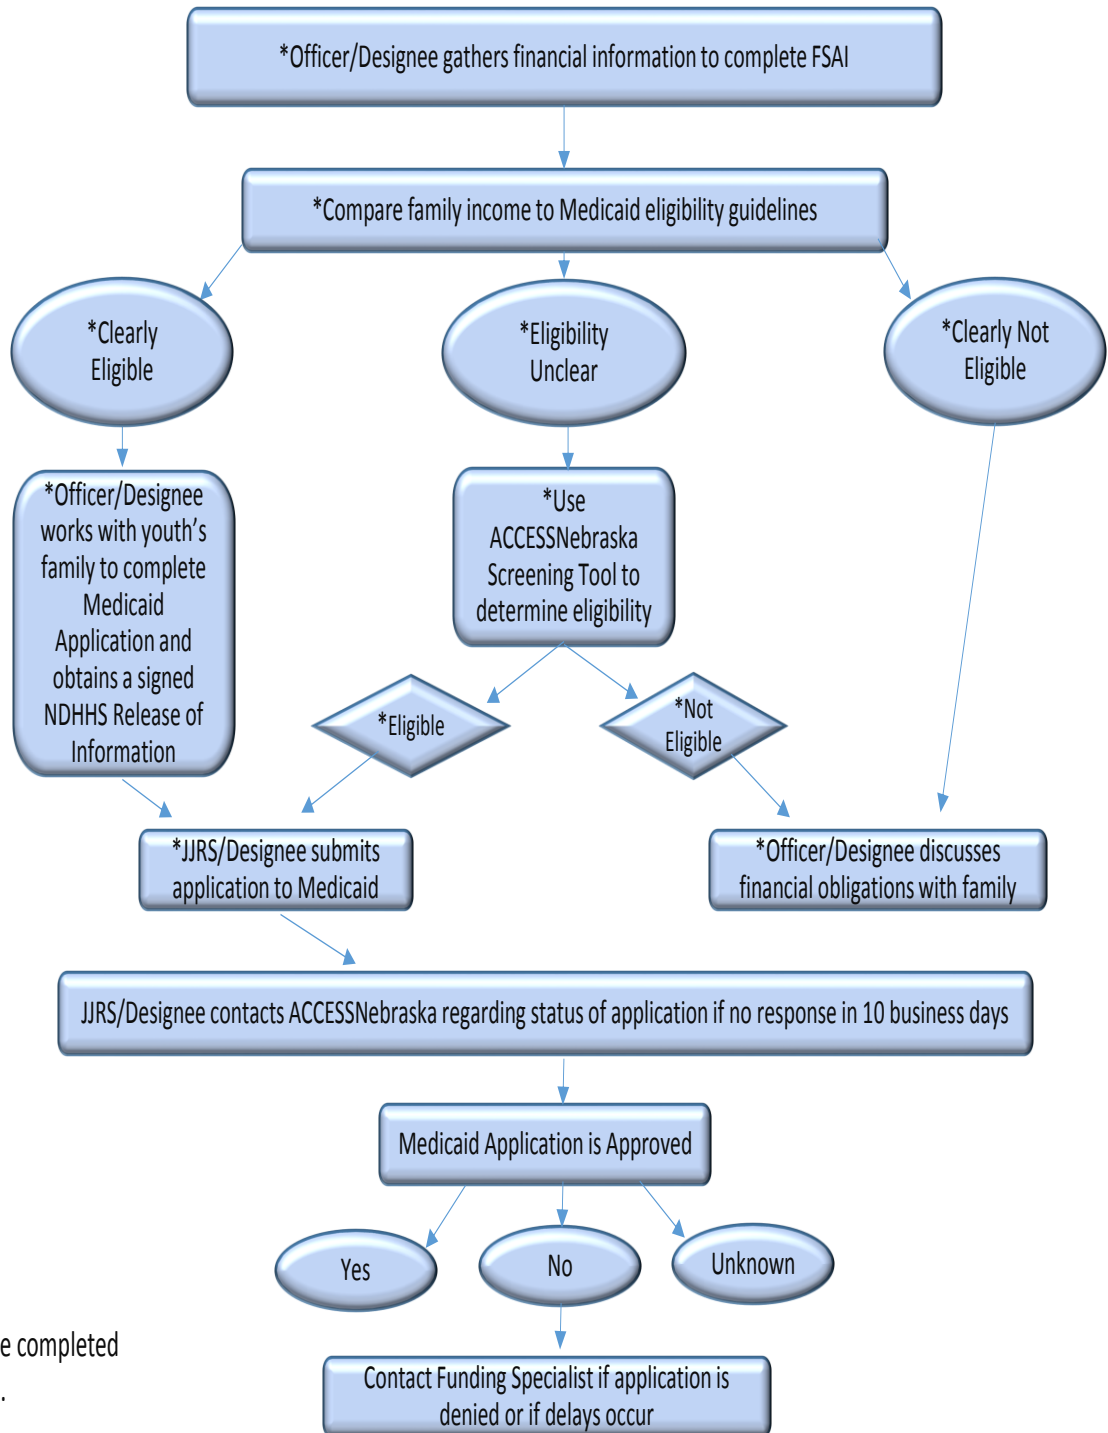 *Officer/Designee gathers financial information to complete FSAI
*Compare family income to Medicaid eligibility guidelines
*Clearly
Eligible
*Eligibility
Unclear
*Clearly Not
Eligible
*Officer/Designee
works with youth's
family to complete
Medicaid
Application and
obtains a signed
NDHHS Release of
Information
*Use
ACCESSNebraska
Screening Tool to
determine eligibility
*Eligible
*Not
Eligible
*JJRS/Designee submits
application to Medicaid
*Officer/Designee discusses
financial obligations with family
JJRS/Designee contacts ACCESSNebraska regarding status of application if no response in 10 business days
Medicaid Application is Approved
Yes
No
Unknown
e completed
.
Contact Funding Specialist if application is
denied or if delays occur